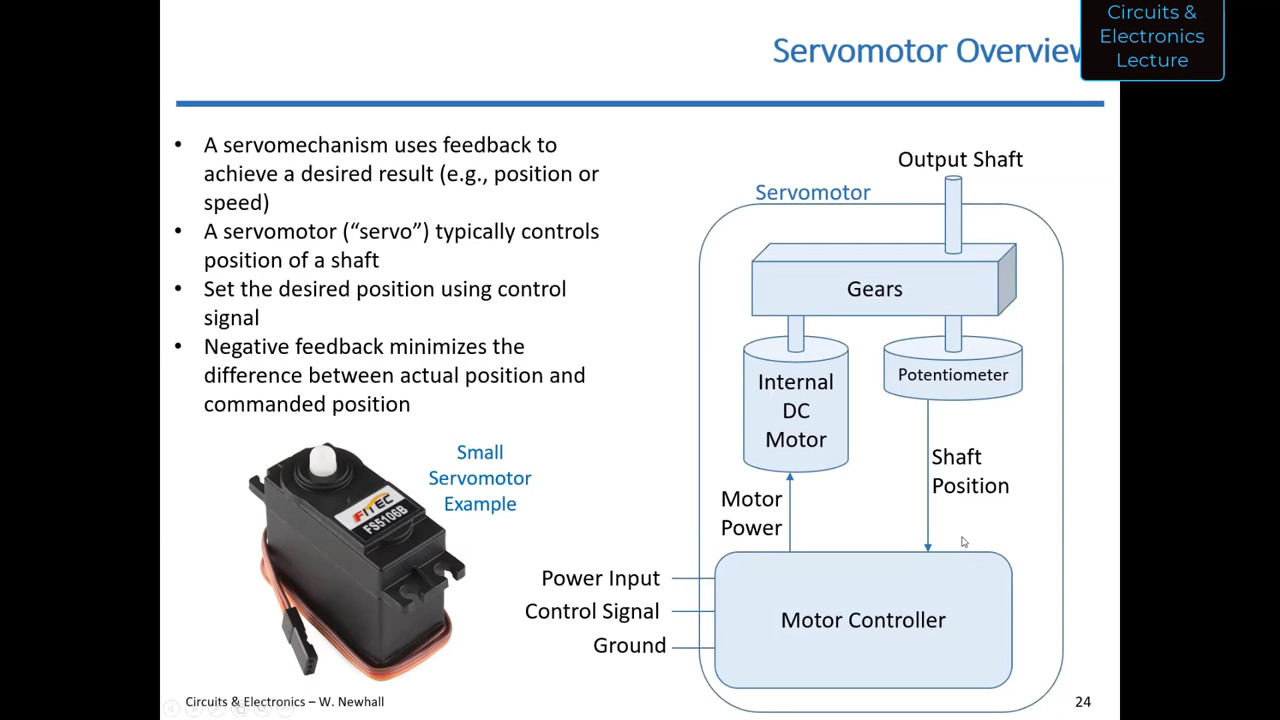 Circuits &
Electronics
Lecture
Servomotor Overview
• A servomechanism uses feedback to
achieve a desired result (e.g., position or
speed)
• A servomotor (“servo”) typically controls
position of a shaft
• Set the desired position using control
signal
• Negative feedback minimizes the
difference between actual position and
commanded position
Small
Servomotor
Example
FITEC
FS5106B
Output Shaft
Servomotor
Gears
Internal
DC
Motor
Potentiometer
Shaft
Position
Motor
Power
Power Input
Control Signal
Ground
Motor Controller
Circuits & Electronics – W. Newhall
24